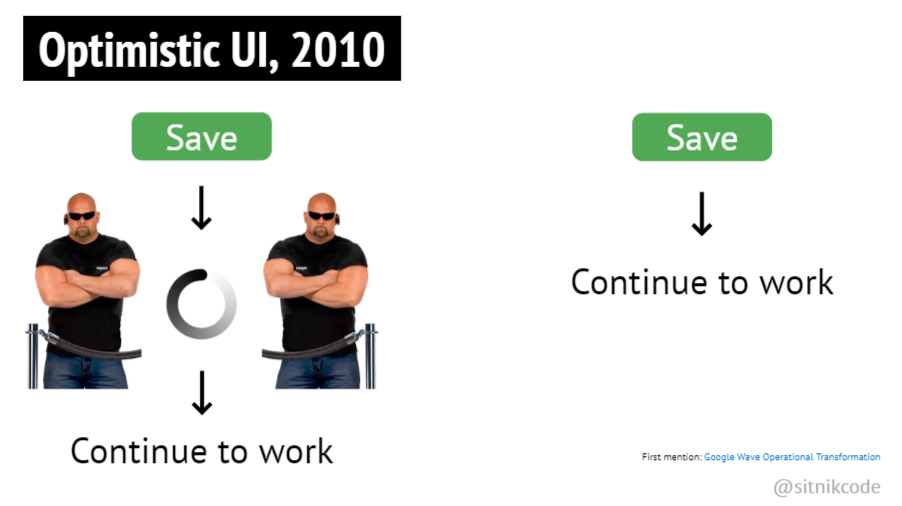 Optimistic UI, 2010
Save
Continue to work
Save
Continue to work
First mention: Google Wave Operational Transformation
@sitnikcode